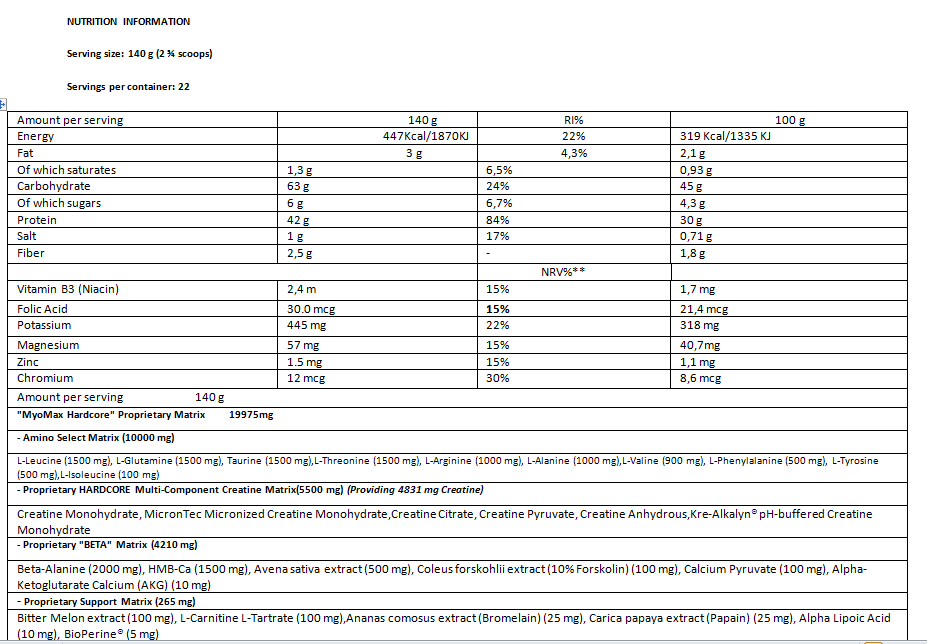 NUTRITION INFORMATION
Serving size: 140 g (2 ¾ scoops)
Servings per container: 22
Amount per serving 140 g RI% 100 g
Energy 447Kcal/1870KJ 22% 319 Kcal/1335 KJ
Fat 3 g 4,3% 2,1 g
Of which saturates 1,3 g 6,5% 0,93 g
Carbohydrate 63 g 24% 45 g
Of which sugars 6 g 6,7% 4,3 g
Protein 42 g 84% 30 g
Salt 1 g 17% 0,71 g
Fiber 2,5 g - 1,8 g
NRV%**
Vitamin B3 (Niacin) 2,4 m 15% 1,7 mg
Folic Acid 30.0 mcg 15% 21,4 mcg
Potassium 445 mg 22% 318 mg
Magnesium 57 mg 15% 40,7mg
Zinc 1.5 mg 15% 1,1 mg
Chromium 12 mcg 30% 8,6 mcg
Amount per serving 140 g
"MyoMax Hardcore" Proprietary Matrix 19975mg
- Amino Select Matrix (10000 mg)
L-Leucine (1500 mg), L-Glutamine (1500 mg), Taurine (1500 mg),L-Threonine (1500 mg), L-Arginine (1000 mg), L-Alanine (1000 mg),L-Valine (900 mg), L-Phenylalanine (500 mg), L-Tyrosine
(500 mg),L-Isoleucine (100 mg)
- Proprietary HARDCORE Multi-Component Creatine Matrix(5500 mg) (Providing 4831 mg Creatine)
Creatine Monohydrate, MicronTec Micronized Creatine Monohydrate,Creatine Citrate, Creatine Pyruvate, Creatine Anhydrous,Kre-Alkalyn® pH-buffered Creatine
Monohydrate
- Proprietary "BETA" Matrix (4210 mg)
Beta-Alanine (2000 mg), HMB-Ca (1500 mg), Avena sativa extract (500 mg), Coleus forskohlii extract (10% Forskolin) (100 mg), Calcium Pyruvate (100 mg), Alpha-
Ketoglutarate Calcium (AKG) (10 mg)
- Proprietary Support Matrix (265 mg)
Bitter Melon extract (100 mg), L-Carnitine L-Tartrate (100 mg),Ananas comosus extract (Bromelain) (25 mg), Carica papaya extract (Papain) (25 mg), Alpha Lipoic Acid
(10 mg), BioPerine® (5 mg)